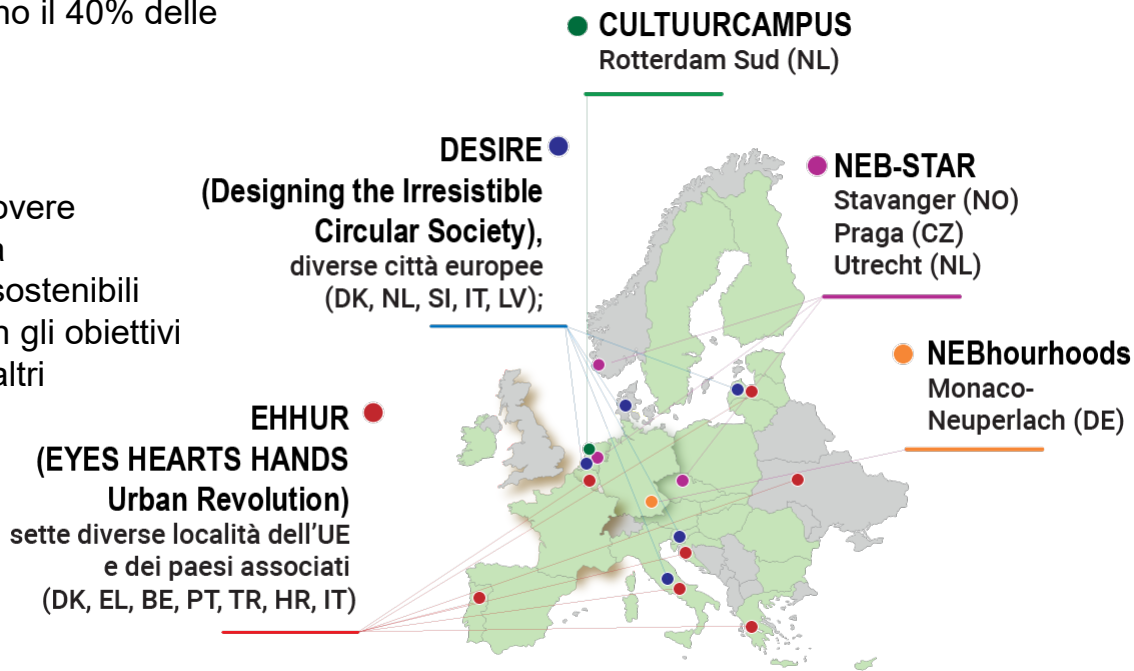 no il 40% delle
overe
sostenibili
gli obiettivi
altri
CULTUURCAMPUS
Rotterdam Sud (NL)
DESIRE
(Designing the Irresistible
Circular Society),
diverse città europee
(DK, NL, SI, IT, LV);
NEB-STAR
Stavanger (NO)
Praga (CZ)
Utrecht (NL)
NEBhourhoods
Monaco-
Neuperlach (DE)
EHHUR
(EYES HEARTS HANDS
Urban Revolution)
sette diverse località dell'UE
e dei paesi associati
(DK, EL, BE, PT, TR, HR, IT)